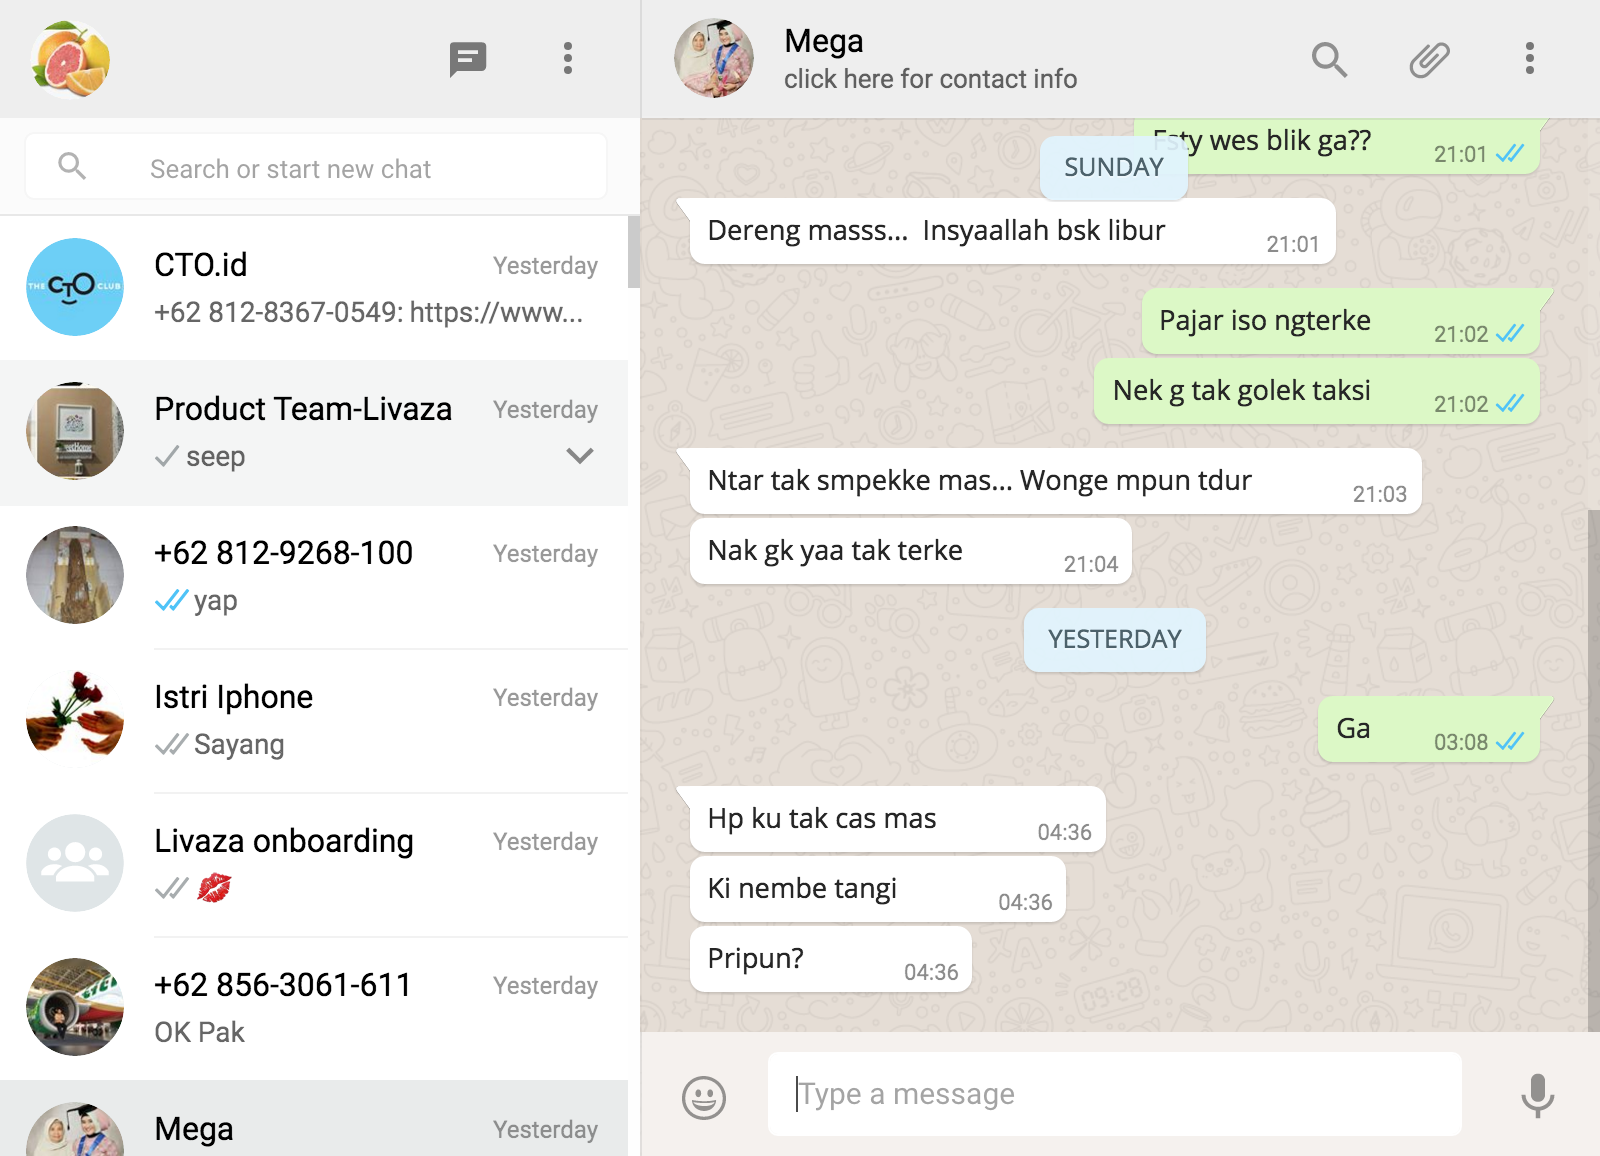 Search or start new chat
THE CTO CLUB
CTO.id
Yesterday
+62 812-8367-0549: https://www...
Product Team-Livaza
Yesterday
seep
+62 812-9268-100
Yesterday
yap
Istri Iphone
Yesterday
Sayang
Livaza onboarding
Yesterday
+62 856-3061-611
Yesterday
OK Pak
Mega
Yesterday
Mega
click here for contact info
wes blik ga??
21:01
SUNDAY
Dereng masss... Insyaallah bsk libur
21:01
Pajar iso ngterke
21:02
Nek g tak golek taksi
21:02
Ntar tak smpekke mas... Wonge mpun tdur
21:03
Nak gk yaa tak terke
21:04
YESTERDAY
Ga
03:08
Hp ku tak cas mas
04:36
Ki nembe tangi
04:36
Pripun?
04:36
09:28
Type a message